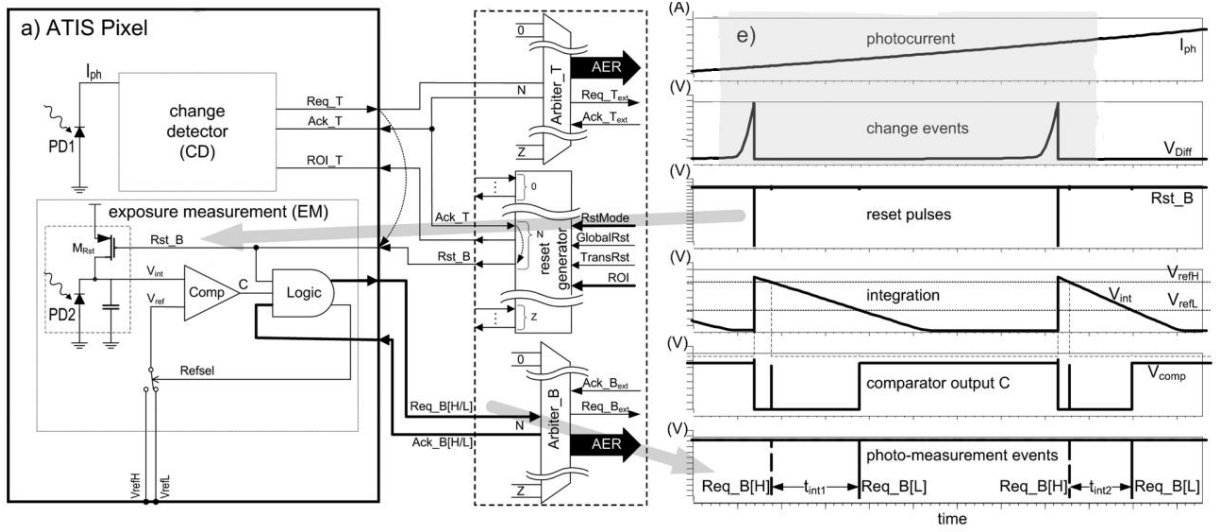 a) ATIS Pixel
I_ph
PD1
change
detector
(CD)
Req_T
Ack_T
ROI_T
exposure measurement (EM)
M_Rst
Rst_B
V_int
V_ref
PD2
Comp
C
Logic
Refsel
VrefH
VrefL
0
N
Z
Arbiter_T
AER
Req_T_ext
Ack_T_ext
0
Ack_T
N
Rst_B
Z
reset
generator
RstMode
GlobalRst
TransRst
ROI
0
Req_B[H/L]
N
Ack_B[H/L]
Z
Arbiter_B
Ack_B_ext
Req_B_ext
AER
(A)
e)
photocurrent
I_ph
(V)
change events
V_Diff
(V)
Rst_B
reset pulses
(V)
V_refH
integration
V_int
V_refL
(V)
comparator output C
V_comp
(V)
photo-measurement events
Req_B[H]
t_int1
Req_B[L]
Req_B[H]
t_int2
Req_B[L]
time